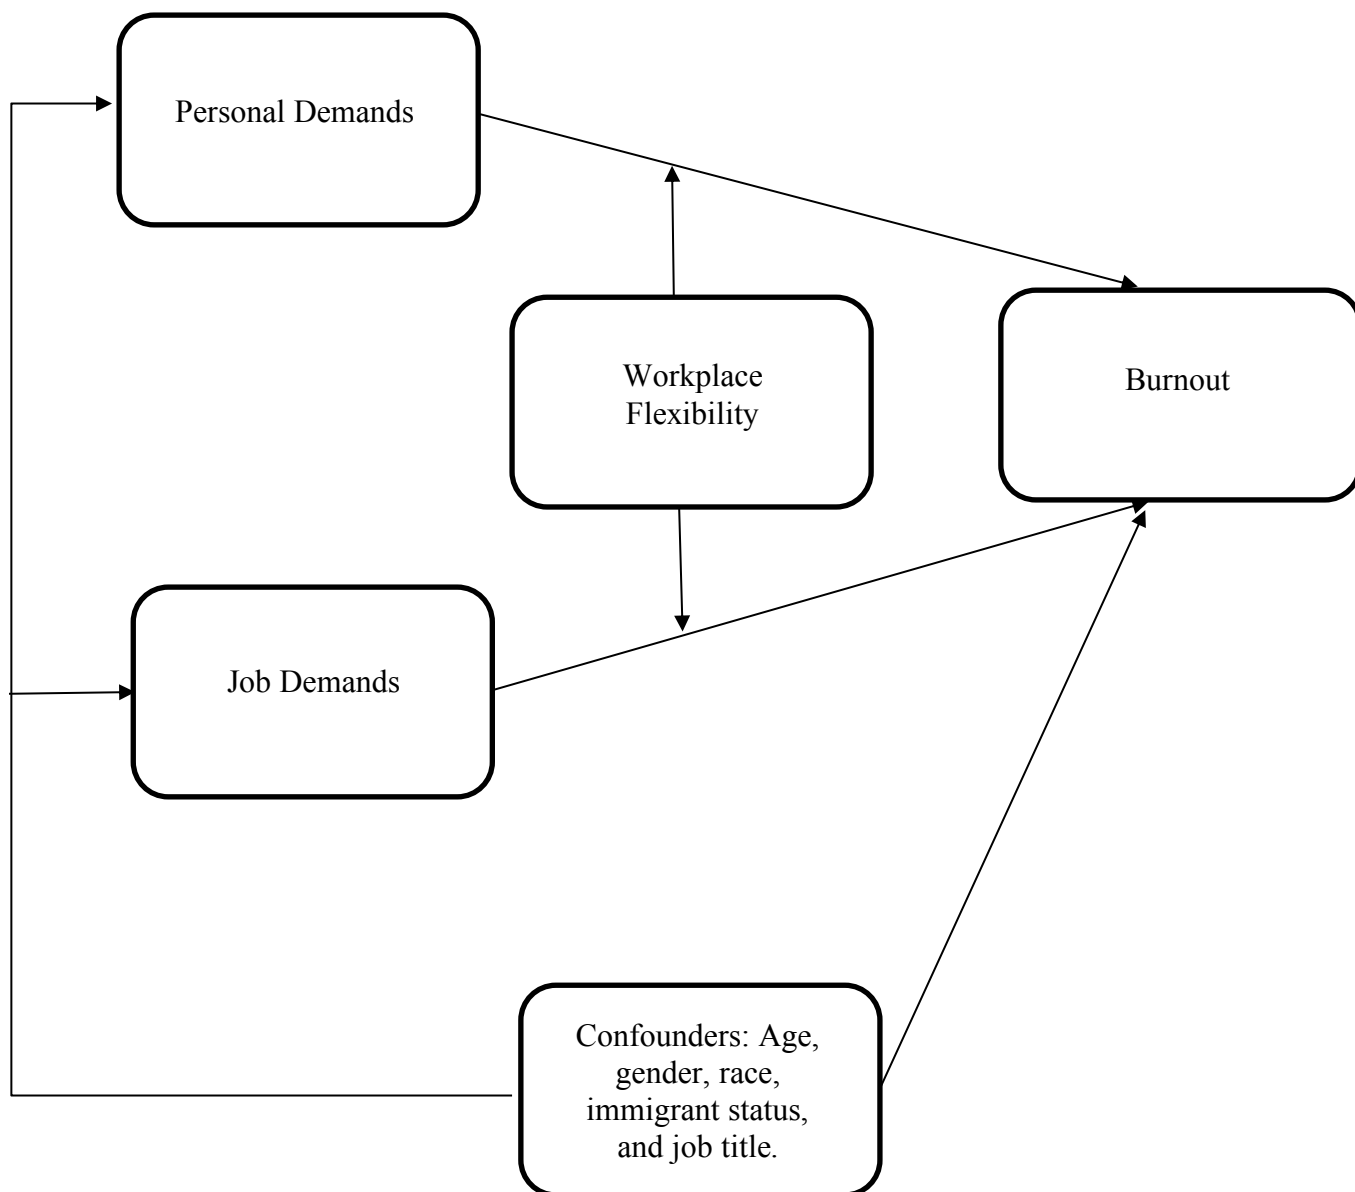 Personal Demands
Workplace
Flexibility
Burnout
Job Demands
Confounders: Age,
gender, race,
immigrant status,
and job title.